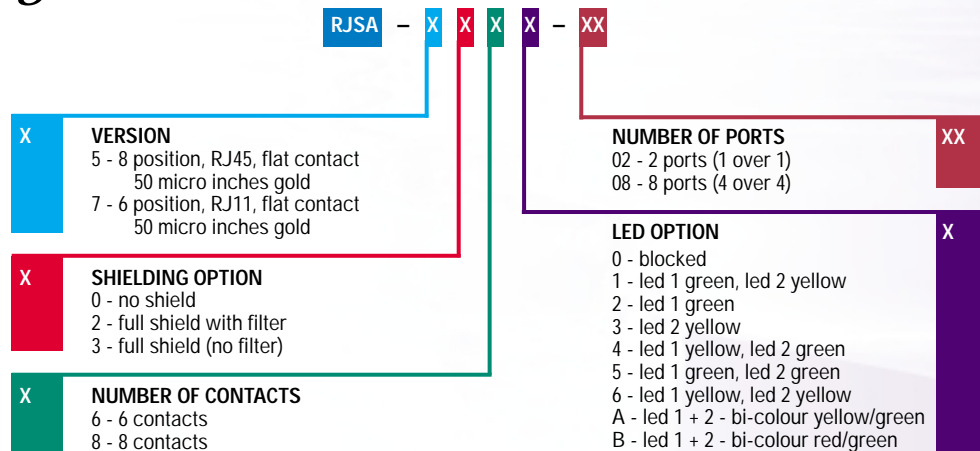 RJSA – X X X X – XX
X
VERSION
5 - 8 position, RJ45, flat contact
50 micro inches gold
7 - 6 position, RJ11, flat contact
50 micro inches gold
X
SHIELDING OPTION
0 - no shield
2 - full shield with filter
3 - full shield (no filter)
X
NUMBER OF CONTACTS
6 - 6 contacts
8 - 8 contacts
NUMBER OF PORTS
XX
02 - 2 ports (1 over 1)
08 - 8 ports (4 over 4)
LED OPTION
X
0 - blocked
1 - led 1 green, led 2 yellow
2 - led 1 green
3 - led 2 yellow
4 - led 1 yellow, led 2 green
5 - led 1 green, led 2 green
6 - led 1 yellow, led 2 yellow
A - led 1 + 2 - bi-colour yellow/green
B - led 1 + 2 - bi-colour red/green